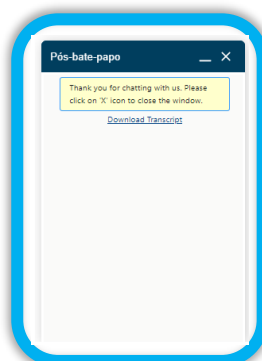 Pós-bate-papo
Thank you for chatting with us. Please
click on 'X' icon to close the window.
Download Transcript